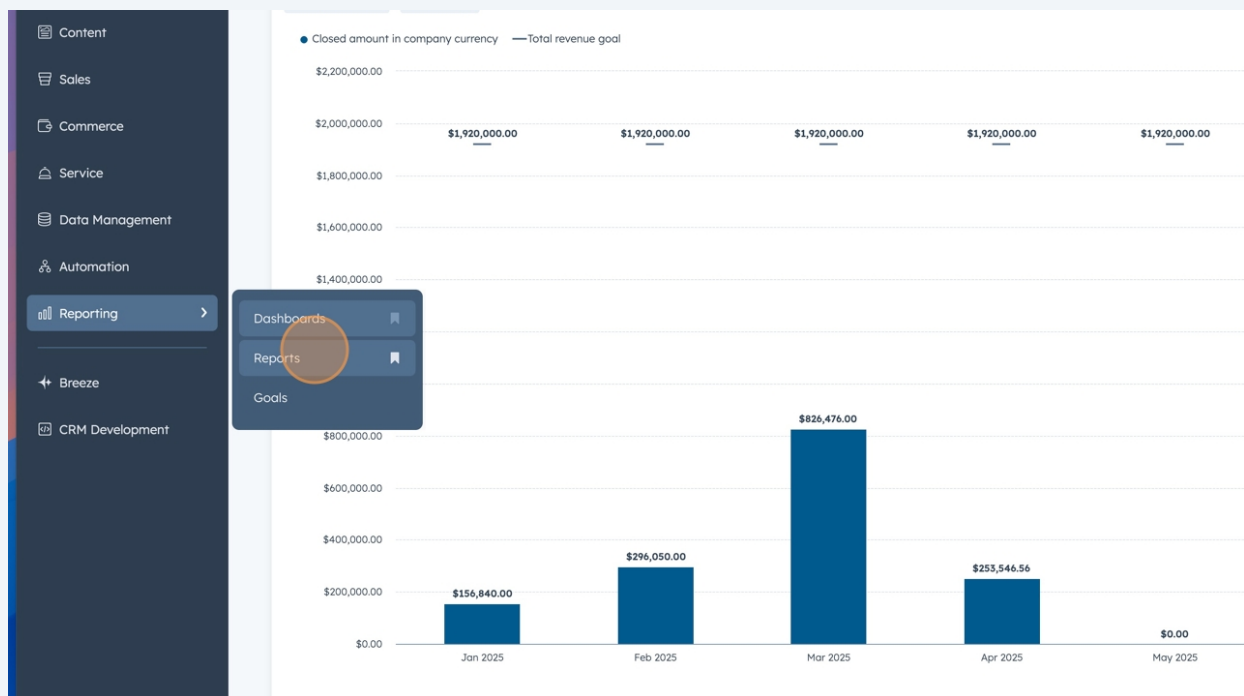 Content
Sales
Commerce
Service
Data Management
Automation
Reporting
Breeze
CRM Development
Dashboards
Reports
Goals
Closed amount in company currency
Total revenue goal
$2,200,000.00
$2,000,000.00
$1,800,000.00
$1,600,000.00
$1,400,000.00
$800,000.00
$600,000.00
$400,000.00
$200,000.00
$0.00
$1,920,000.00 $1,920,000.00 $1,920,000.00 $1,920,000.00 $1,920,000.00
$156,840.00
$296,050.00
$826,476.00
$253,546.56
$0.00
Jan 2025 Feb 2025 Mar 2025 Apr 2025 May 2025